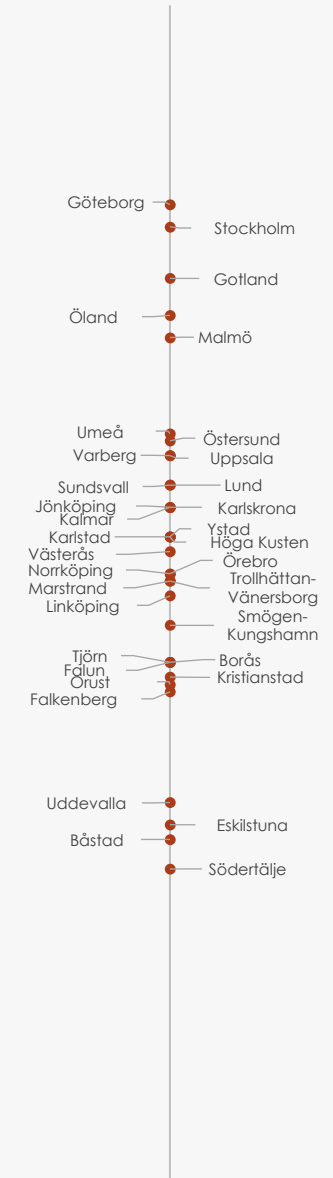 Göteborg
Stockholm
Gotland
Öland
Malmö
Umeå
Östersund
Varberg
Uppsala
Sundsvall
Lund
Jönköping
Karlskrona
Kalmar
Ystad
Karlstad
Höga Kusten
Västerås
Örebro
Norrköping
Trollhättan-
Marstrand
Vänersborg
Linköping
Smögen-
Kungshamn
Tjörn
Borås
Falun
Kristianstad
Orust
Falkenberg
Uddevalla
Eskilstuna
Båstad
Södertälje